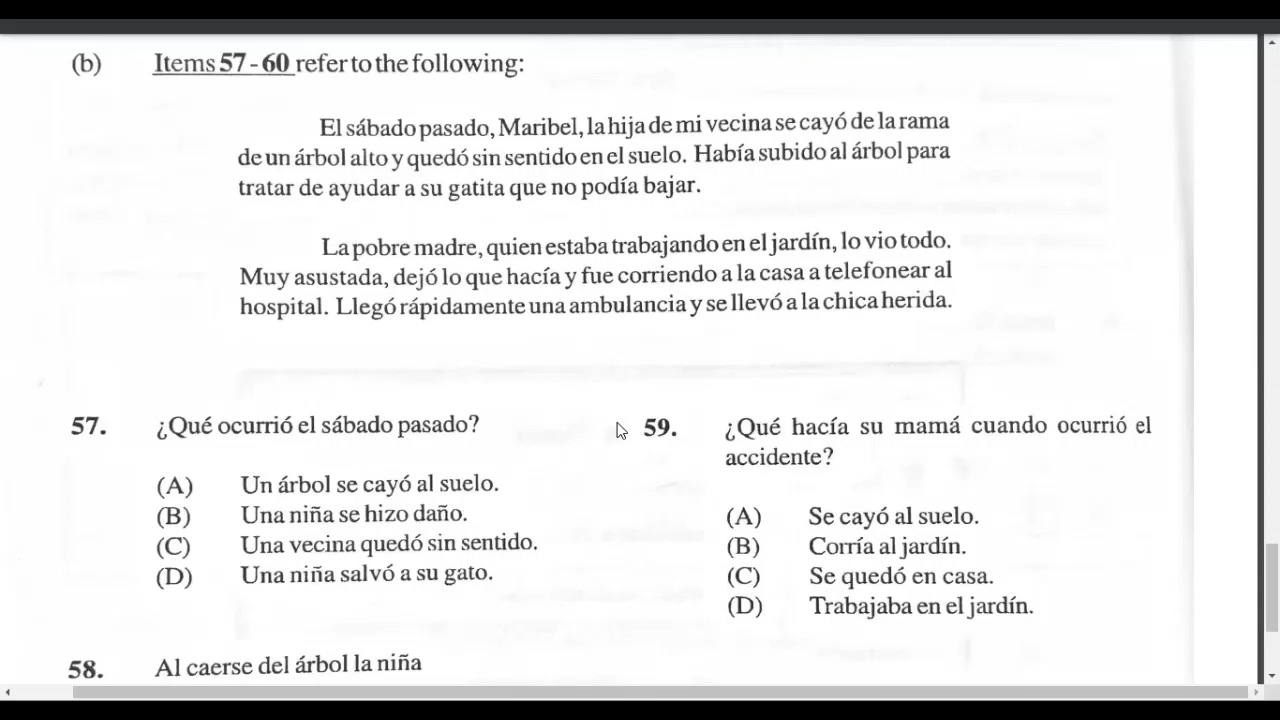 (b) Items 57 - 60 refer to the following:
El sábado pasado, Maribel, la hija de mi vecina se cayó de la rama
de un árbol alto y quedó sin sentido en el suelo. Había subido al árbol para
tratar de ayudar a su gatita que no podía bajar.
La pobre madre, quien estaba trabajando en el jardín, lo vio todo.
Muy asustada, dejó lo que hacía y fue corriendo a la casa a telefonear al
hospital. Llegó rápidamente una ambulancia y se llevó a la chica herida.
57. ¿Qué ocurrió el sábado pasado?
(A) Un árbol se cayó al suelo.
(B) Una niña se hizo daño.
(C) Una vecina quedó sin sentido.
(D) Una niña salvó a su gato.
58. Al caerse del árbol la niña
59. ¿Qué hacía su mamá cuando ocurrió el
accidente?
(A) Se cayó al suelo.
(B) Corría al jardín.
(C) Se quedó en casa.
(D) Trabajaba en el jardín.